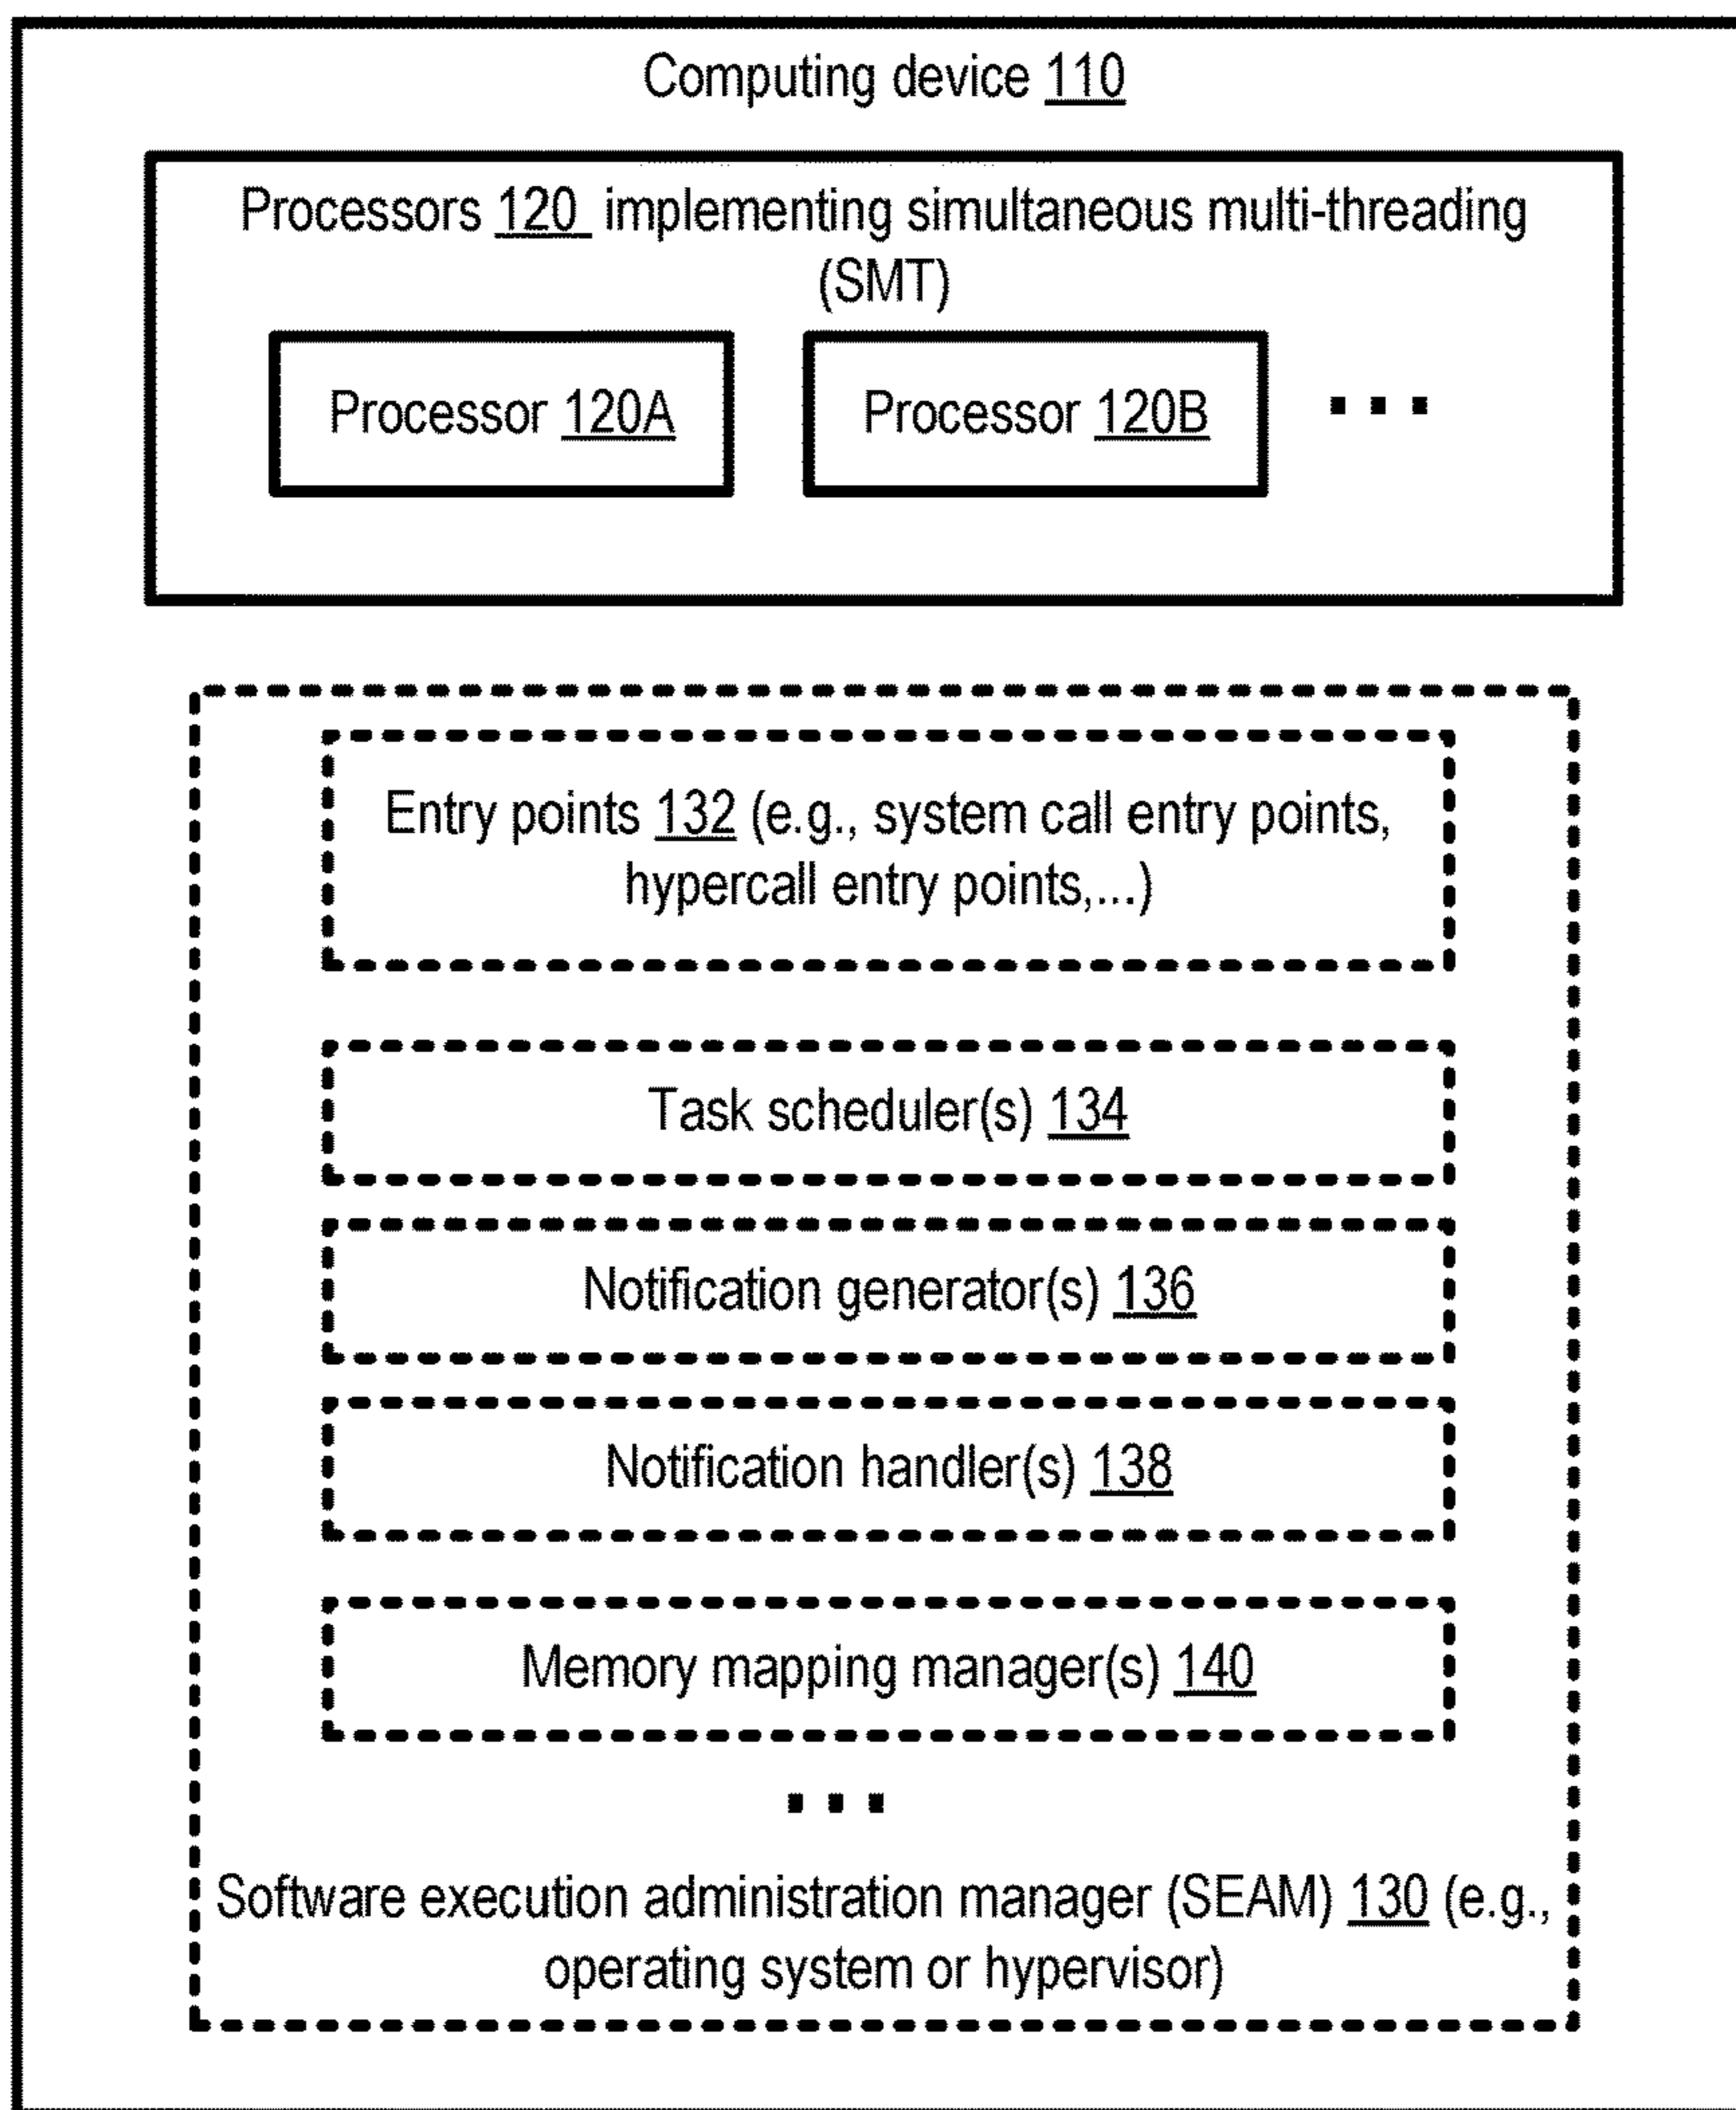 Computing device 110
Processors 120 implementing simultaneous multi-threading
(SMT)
Processor 120A
Processor 120B
...
Entry points 132 (e.g., system call entry points,
hypercall entry points,...)
Task scheduler(s) 134
Notification generator(s) 136
Notification handler(s) 138
Memory mapping manager(s) 140
...
Software execution administration manager (SEAM) 130 (e.g.,
operating system or hypervisor)